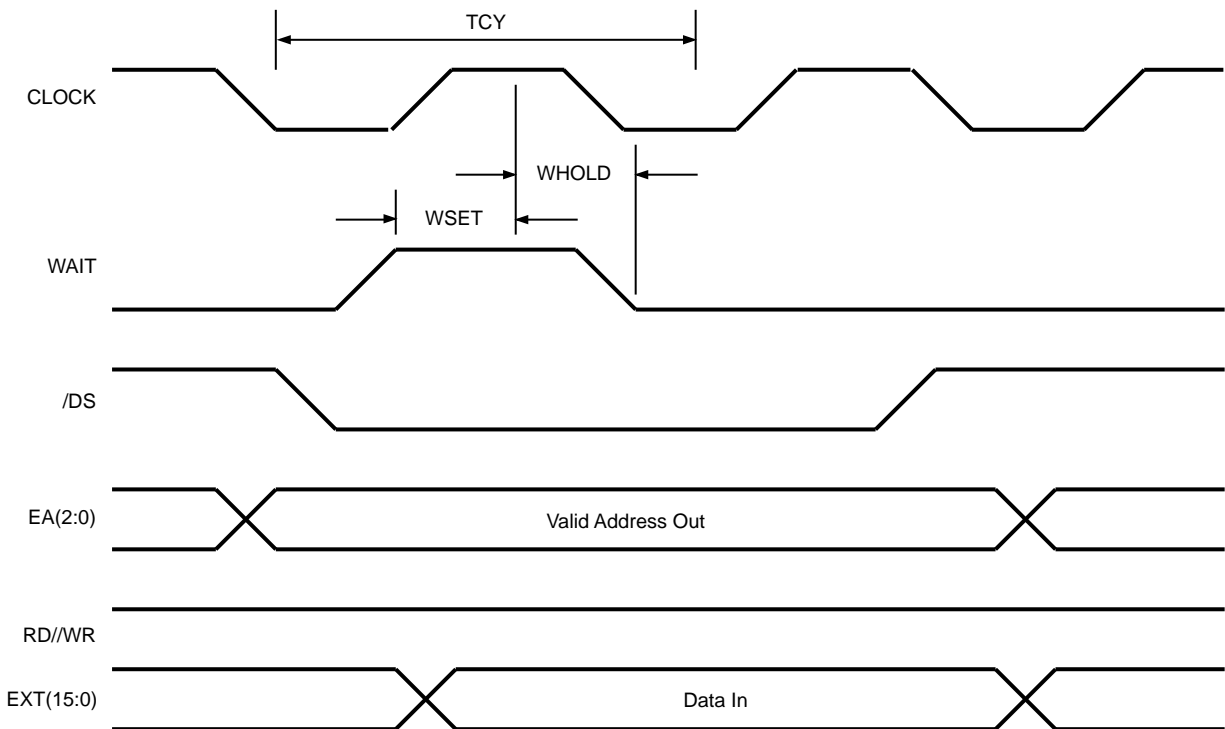 TCY
CLOCK
WHOLD
WSET
WAIT
/DS
EA(2:0)
Valid Address Out
RD//WR
EXT(15:0)
Data In